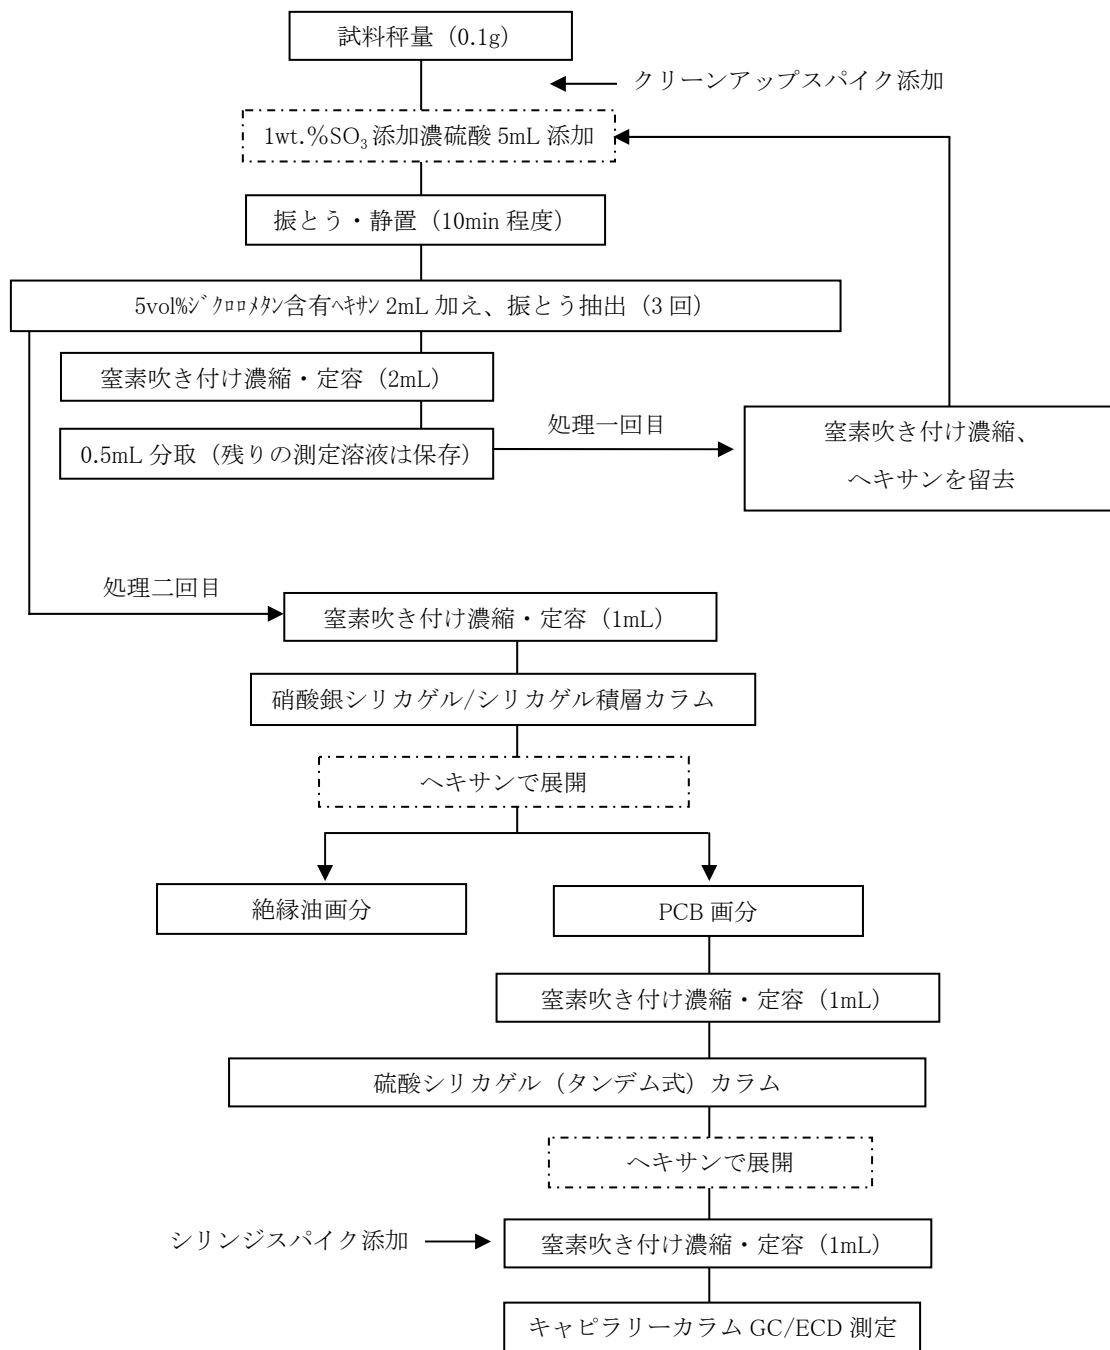 試料秤量（0.1g）
クリーンアップスパイク添加
1wt.%SO₃添加濃硫酸 5mL 添加
振とう・静置（10min 程度）
5vol%ｼﾞｸﾛﾛﾒﾀﾝ含有ﾍｷｻﾝ 2mL 加え、振とう抽出（3 回）
窒素吹き付け濃縮・定容（2mL）
0.5mL 分取（残りの測定溶液は保存）
処理一回目
窒素吹き付け濃縮、
ヘキサンを留去
処理二回目
窒素吹き付け濃縮・定容（1mL）
硝酸銀シリカゲル/シリカゲル積層カラム
ヘキサンで展開
絶縁油画分
PCB 画分
窒素吹き付け濃縮・定容（1mL）
硫酸シリカゲル（タンデム式）カラム
ヘキサンで展開
シリンジスパイク添加
窒素吹き付け濃縮・定容（1mL）
キャピラリーカラム GC/ECD 測定